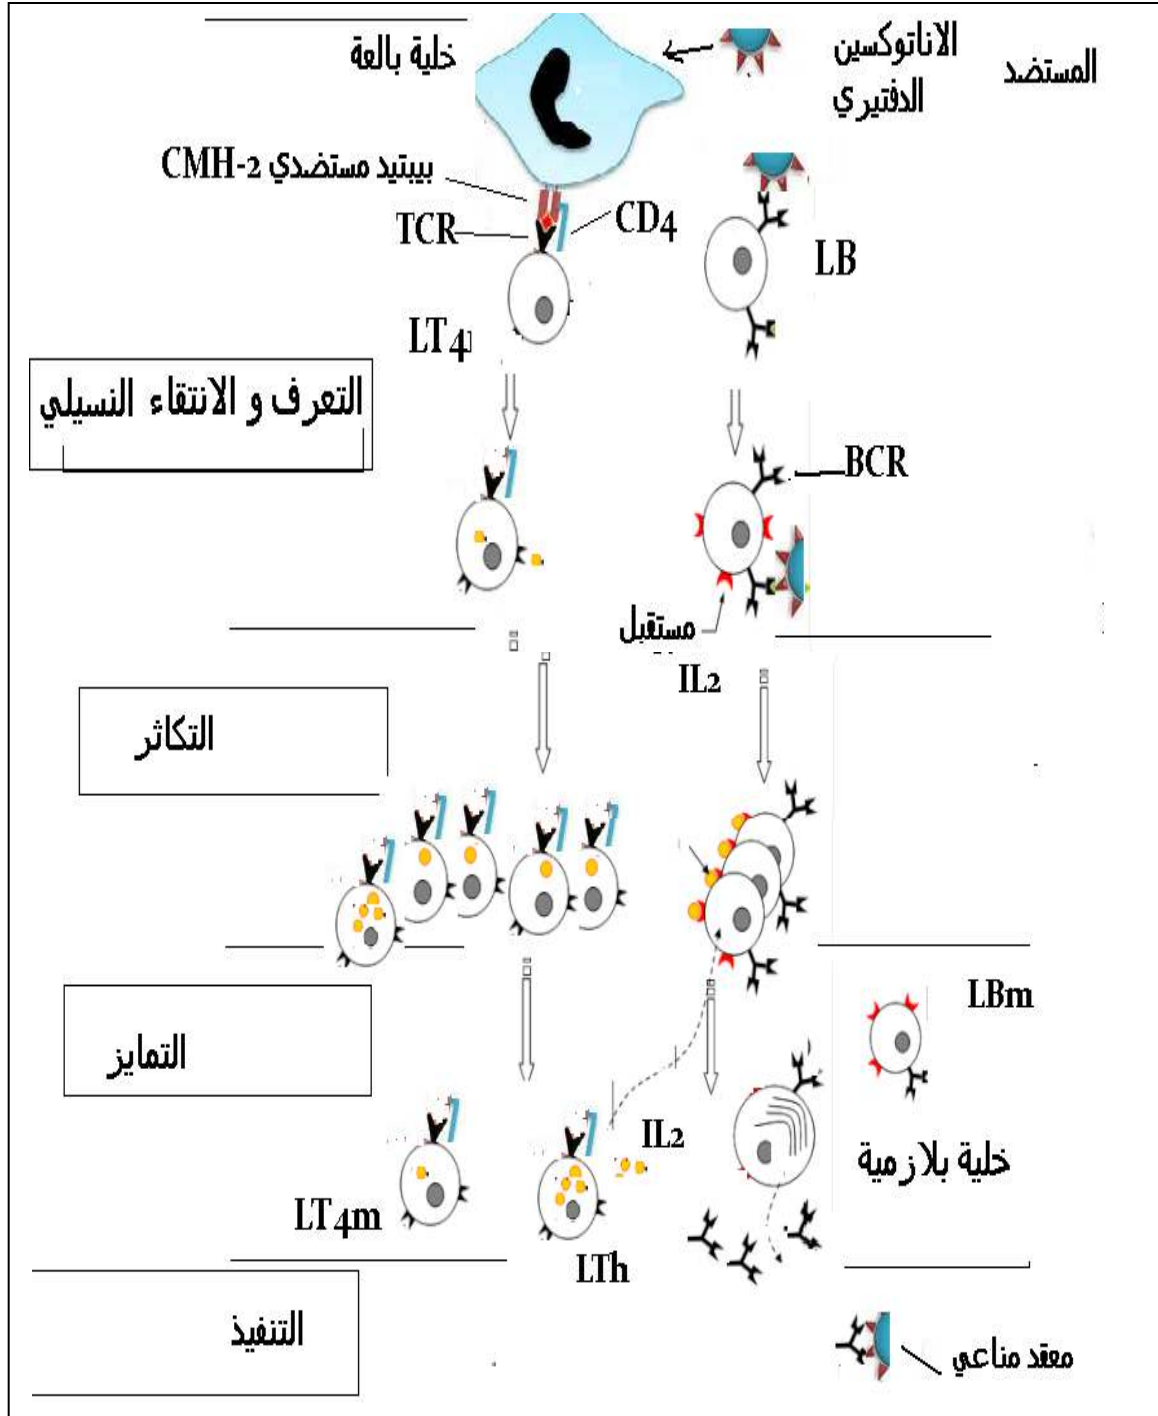 المستضد
الاناتوكسين
الدفتيري
خلية بالعة
بيبتيد مستضدي CMH-2
TCR
CD4
LB
LT4
التعرف و الانتقاء النسيلي
BCR
مستقبل
IL2
التكاثر
LBm
التمايز
IL2
خلية بلازمية
LT4m
LTh
التنفيذ
معقد مناعي